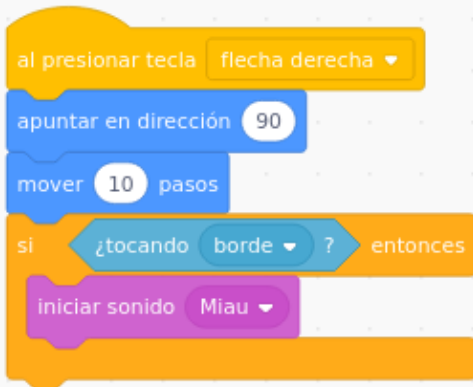 al presionar tecla flecha derecha
apuntar en dirección 90
mover 10 pasos
si ¿tocando borde ? entonces
iniciar sonido Miau